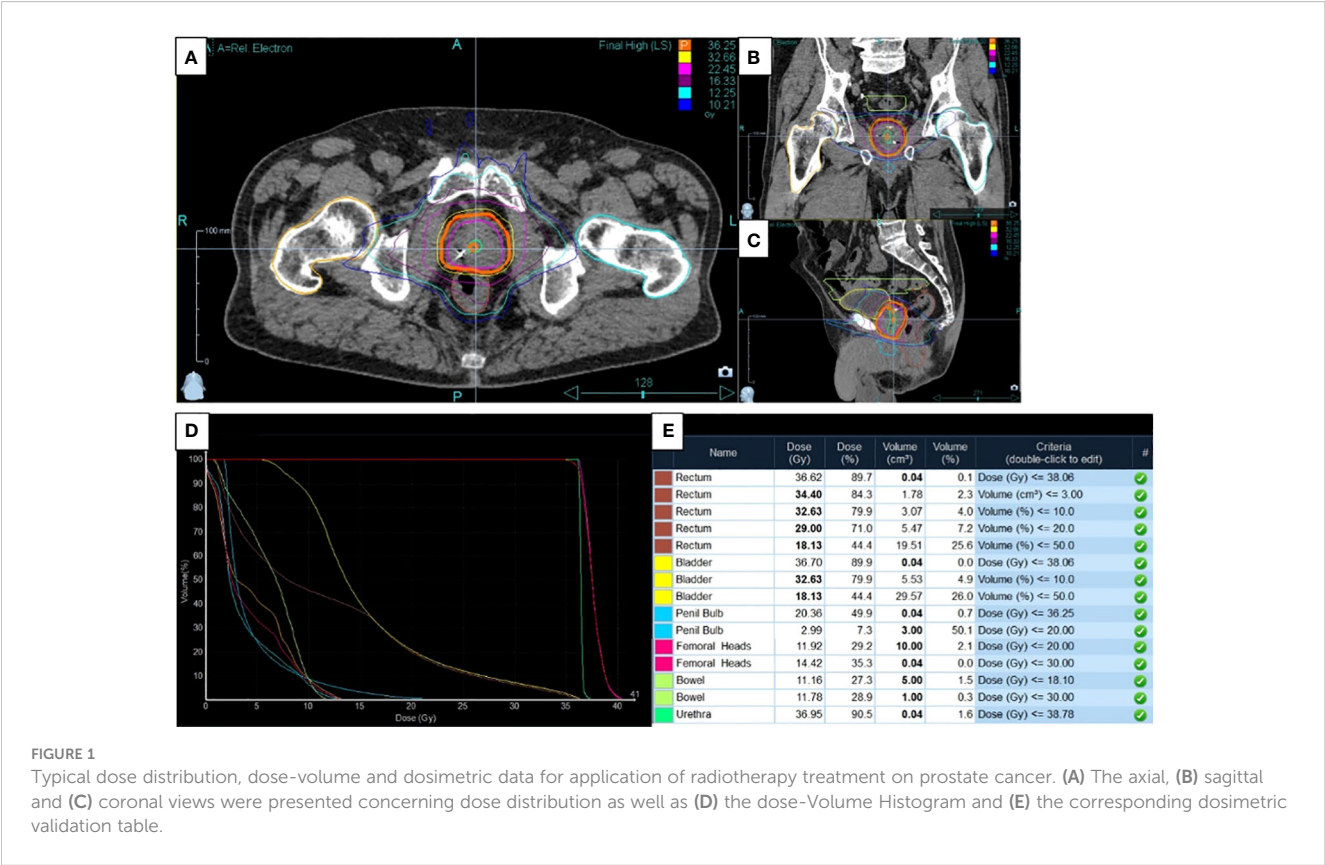 A
A=Rel. Electron
A
Final High (LS)
P 36.25
32.66
22.45
16.33
12.25
10.21
Gy
R
L
100 mm
0
128
P
B
R
L
C
A
D
Volume(%)
100
90
80
70
60
50
40
30
20
10
0 5 10 15 20 25 30 35 40
41
Dose (Gy)
E
Name Dose (Gy) Dose (%) Volume (cm³) Volume (%) Criteria (double-click to edit) #
Rectum 36.62 89.7 0.04 0.1 Dose (Gy) <= 38.06
Rectum 34.40 84.3 1.78 2.3 Volume (cm³) <= 3.00
Rectum 32.63 79.9 3.07 4.0 Volume (%) <= 10.0
Rectum 29.00 71.0 5.47 7.2 Volume (%) <= 20.0
Rectum 18.13 44.4 19.51 25.6 Volume (%) <= 50.0
Bladder 36.70 89.9 0.04 0.0 Dose (Gy) <= 38.06
Bladder 32.63 79.9 5.53 4.9 Volume (%) <= 10.0
Bladder 18.13 44.4 29.57 26.0 Volume (%) <= 50.0
Penil Bulb 20.36 49.9 0.04 0.7 Dose (Gy) <= 36.25
Penil Bulb 2.99 7.3 3.00 50.1 Dose (Gy) <= 20.00
Femoral Heads 11.92 29.2 10.00 2.1 Dose (Gy) <= 20.00
Femoral Heads 14.42 35.3 0.04 0.0 Dose (Gy) <= 30.00
Bowel 11.16 27.3 5.00 1.5 Dose (Gy) <= 18.10
Bowel 11.78 28.9 1.00 0.3 Dose (Gy) <= 30.00
Urethra 36.95 90.5 0.04 1.6 Dose (Gy) <= 38.78
FIGURE 1
Typical dose distribution, dose-volume and dosimetric data for application of radiotherapy treatment on prostate cancer. (A) The axial, (B) sagittal
and (C) coronal views were presented concerning dose distribution as well as (D) the dose-Volume Histogram and (E) the corresponding dosimetric
validation table.